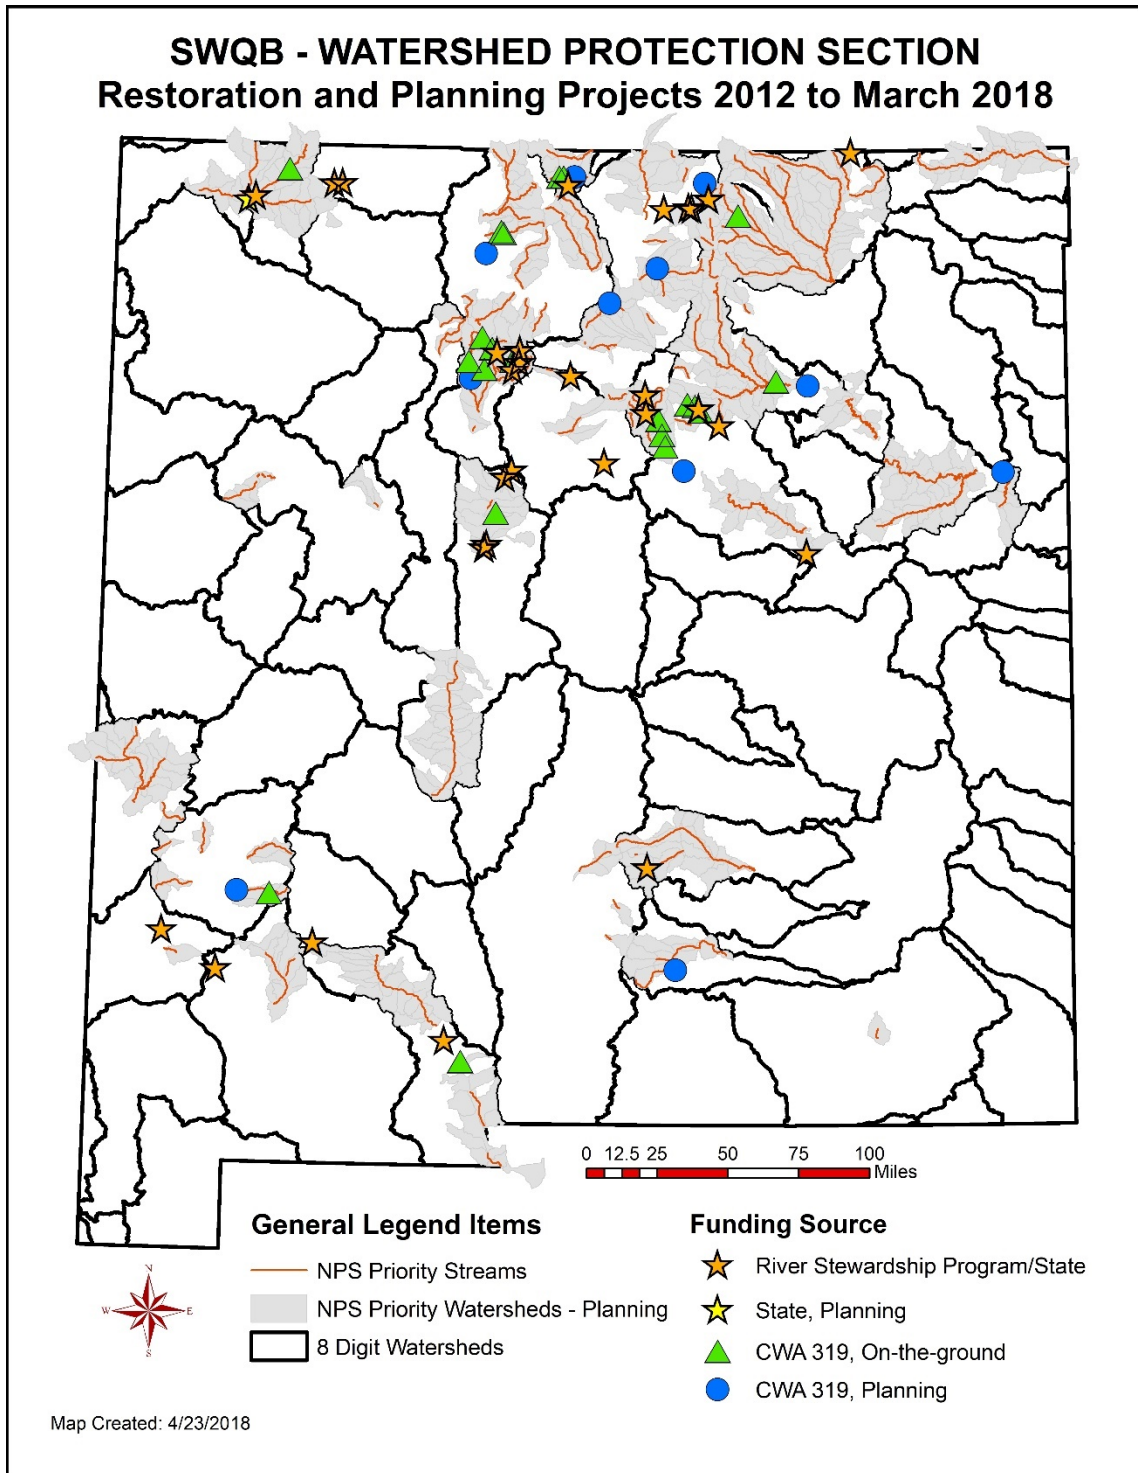 SWQB - WATERSHED PROTECTION SECTION
Restoration and Planning Projects 2012 to March 2018
0 12.5 25 50 75 100
Miles
General Legend Items
NPS Priority Streams
NPS Priority Watersheds - Planning
8 Digit Watersheds
Funding Source
River Stewardship Program/State
State, Planning
CWA 319, On-the-ground
CWA 319, Planning
N
W E
S
Map Created: 4/23/2018